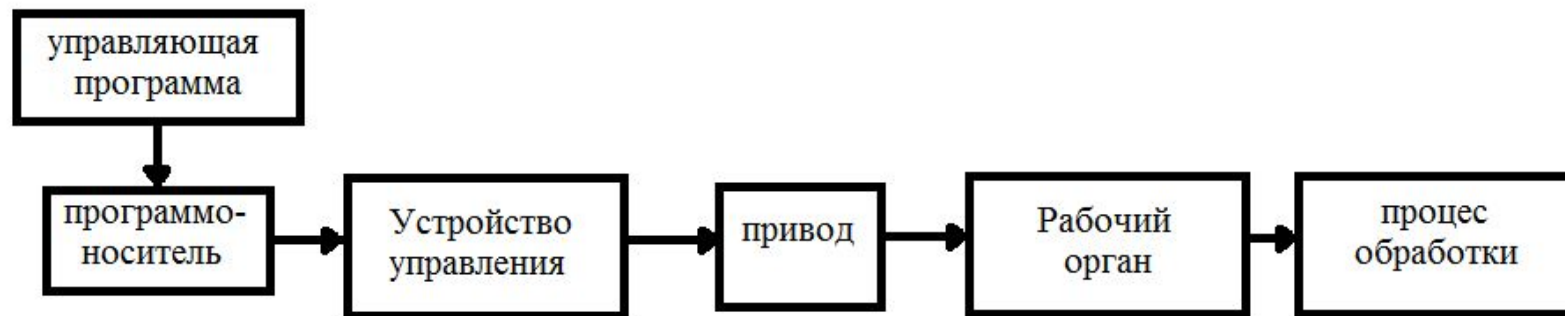 управляющая
программа
программо-
носитель
Устройство
управления
привод
Рабочий
орган
процес
обработки